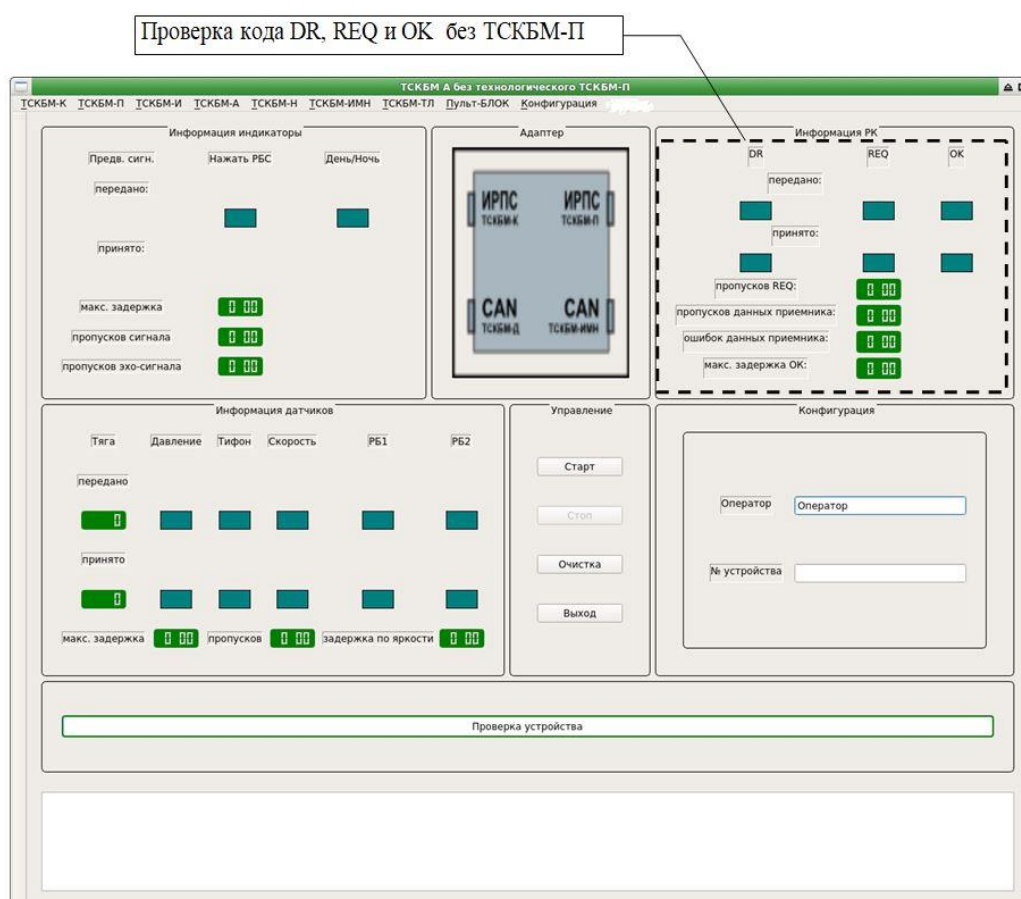 Проверка кода DR, REQ и OK без ТСКБМ-П
ТСКБМ А без технологического ТСКБМ-П
ТСКБМ-К ТСКБМ-П ТСКБМ-И ТСКБМ-А ТСКБМ-Н ТСКБМ-ИМН ТСКБМ-ТЛ Пульт-БЛОК Конфигурация
Информация индикаторы
Предв. сигн. Нажать РБС День/Ночь
передано:
принято:
макс. задержка 0 00
пропусков сигнала 0 00
пропусков эхо-сигнала 0 00
Адаптер
ИРПС ИРПС
ТСКБМ-К ТСКБМ-П
CAN CAN
ТСКБМ-Д ТСКБМ-ИМН
Информация РК
DR REQ OK
передано:
принято:
пропусков REQ: 0 00
пропусков данных приемника: 0 00
ошибок данных приемника: 0 00
макс. задержка ОК: 0 00
Информация датчиков
Тяга Давление Тифон Скорость РБ1 РБ2
передано
0
принято
0
макс. задержка 0 00 пропусков 0 00 задержка по яркости 0 00
Управление
Старт
Стоп
Очистка
Выход
Конфигурация
Оператор Оператор
№ устройства
Проверка устройства